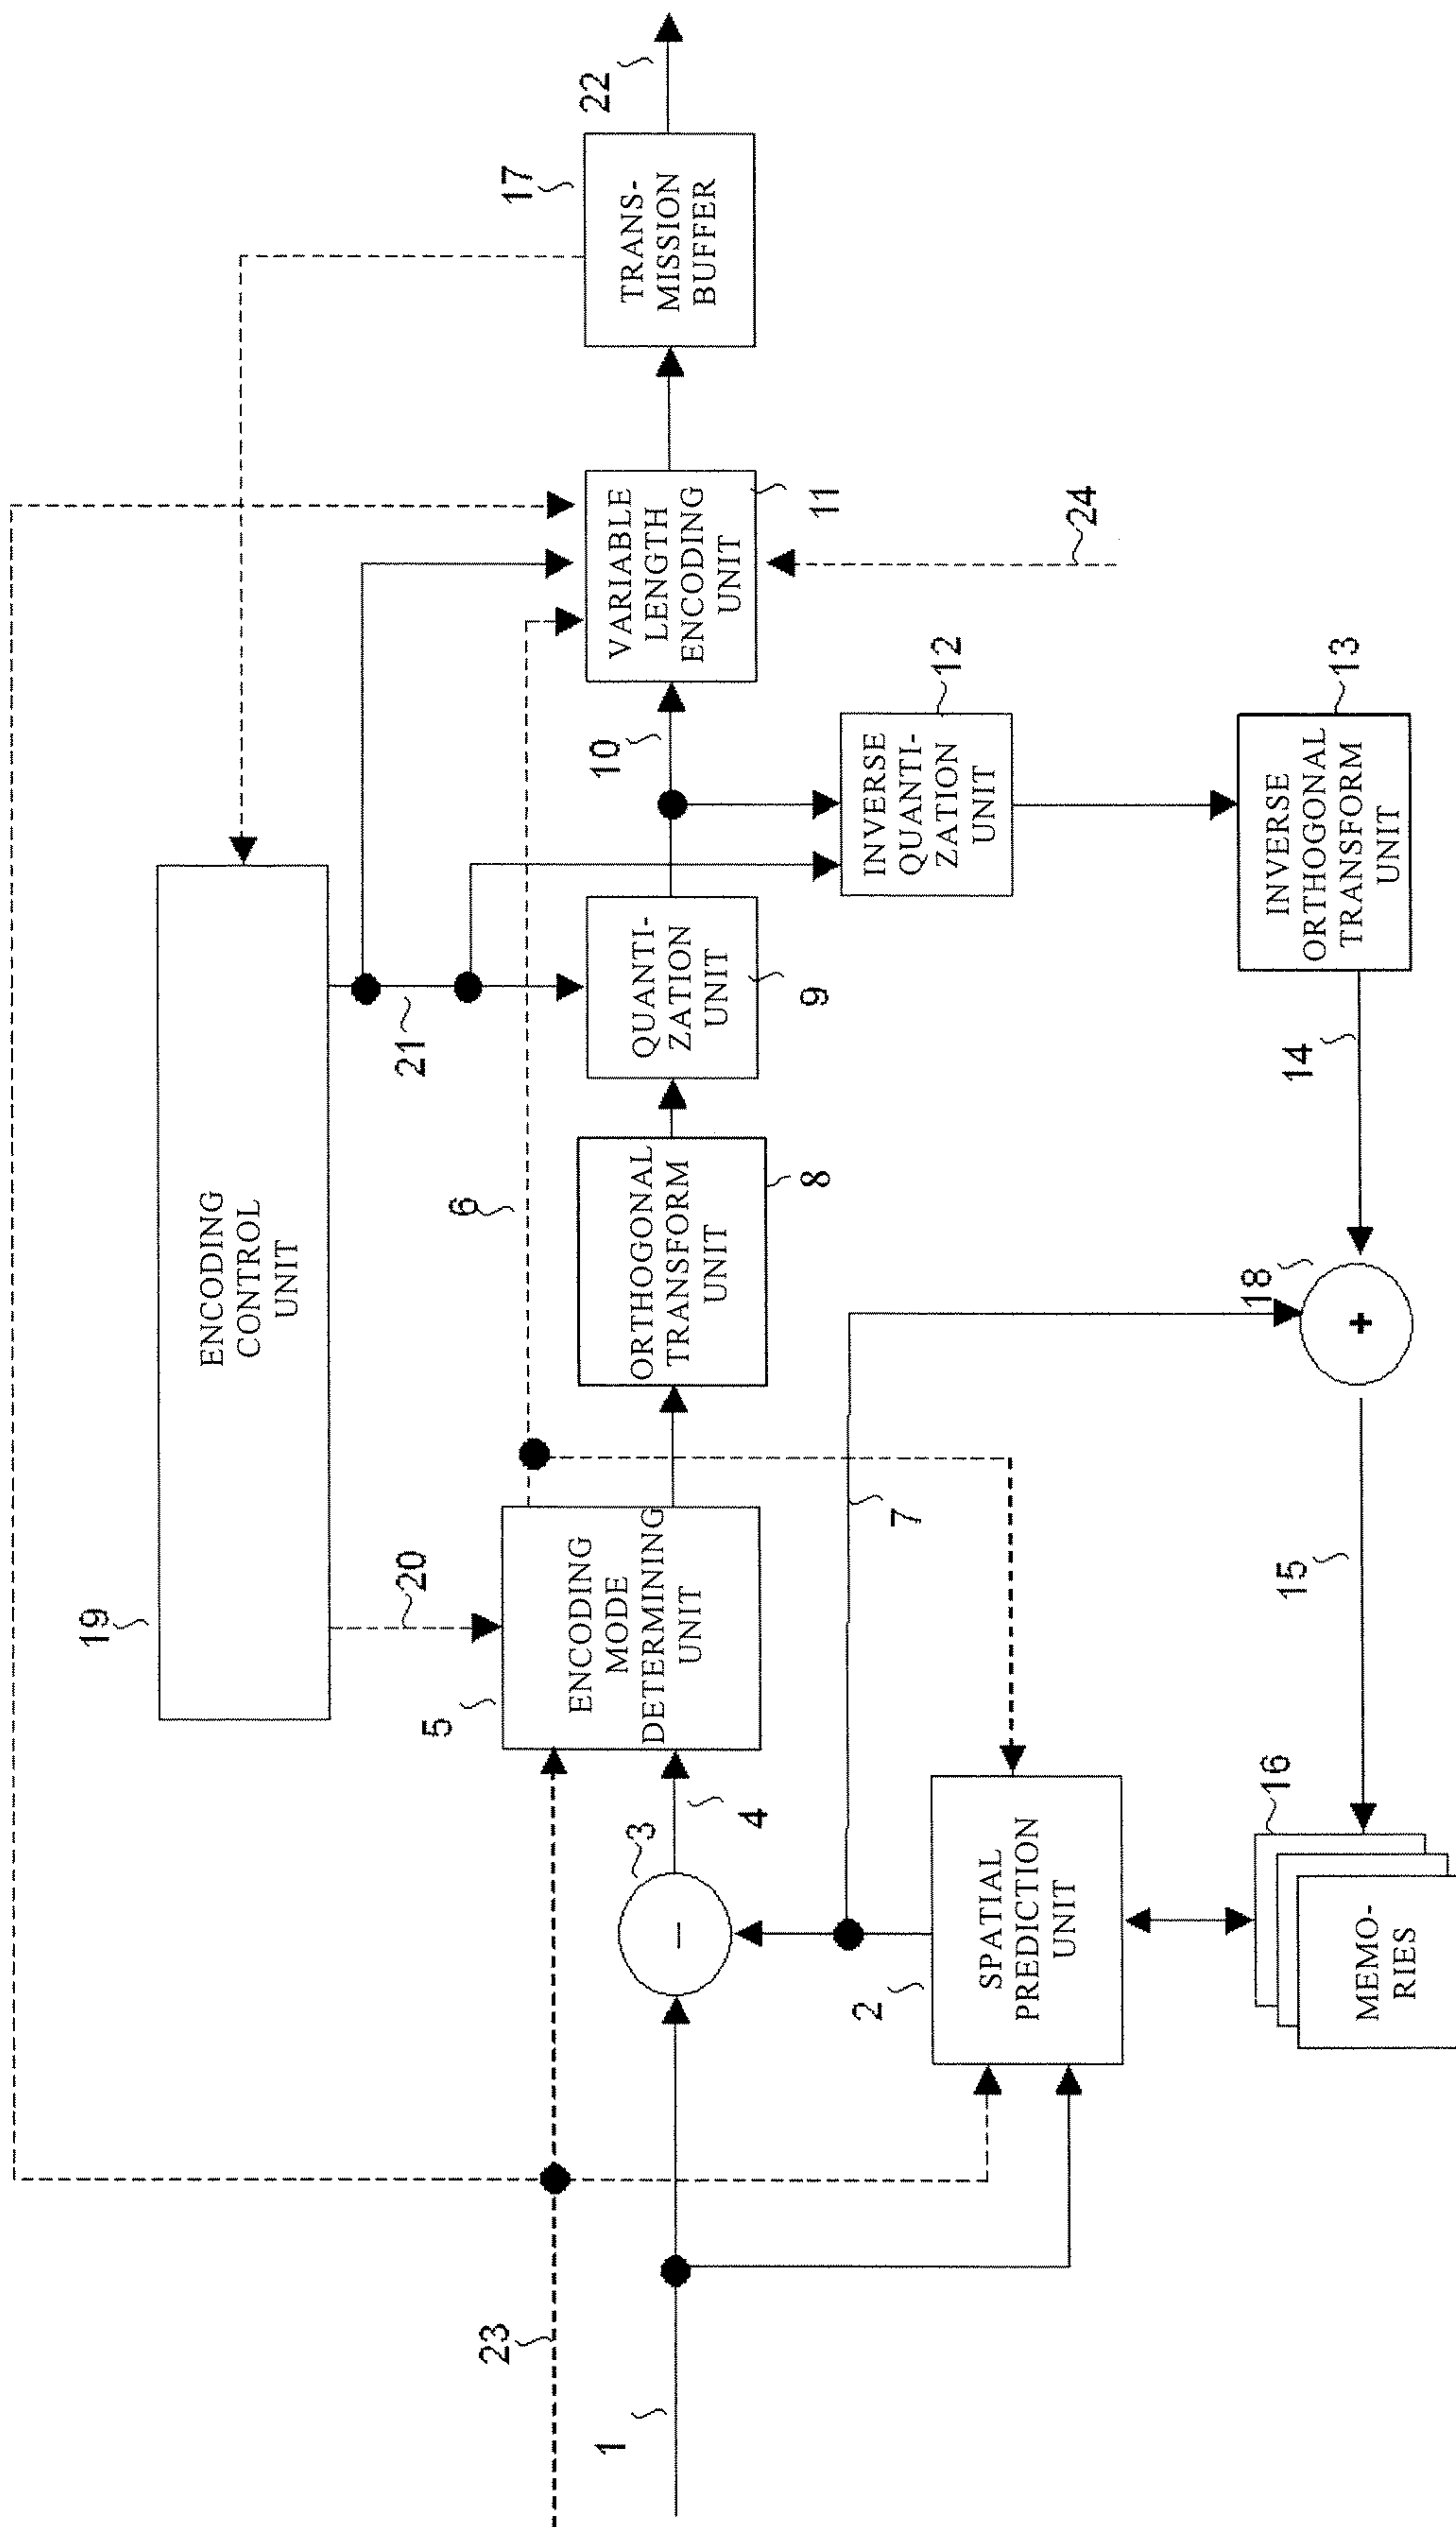 19
ENCODING
CONTROL
UNIT
23
5
20
ENCODING
MODE
DETERMINING
UNIT
6
21
1
3
4
ORTHOGONAL
TRANSFORM
UNIT
8
QUANTI-
ZATION
UNIT
9
10
VARIABLE
LENGTH
ENCODING
UNIT
11
17
TRANS-
MISSION
BUFFER
22
24
2
SPATIAL
PREDICTION
UNIT
7
INVERSE
QUANTI-
ZATION
UNIT
12
16
MEMO-
RIES
15
18
+
14
INVERSE
ORTHOGONAL
TRANSFORM
UNIT
13